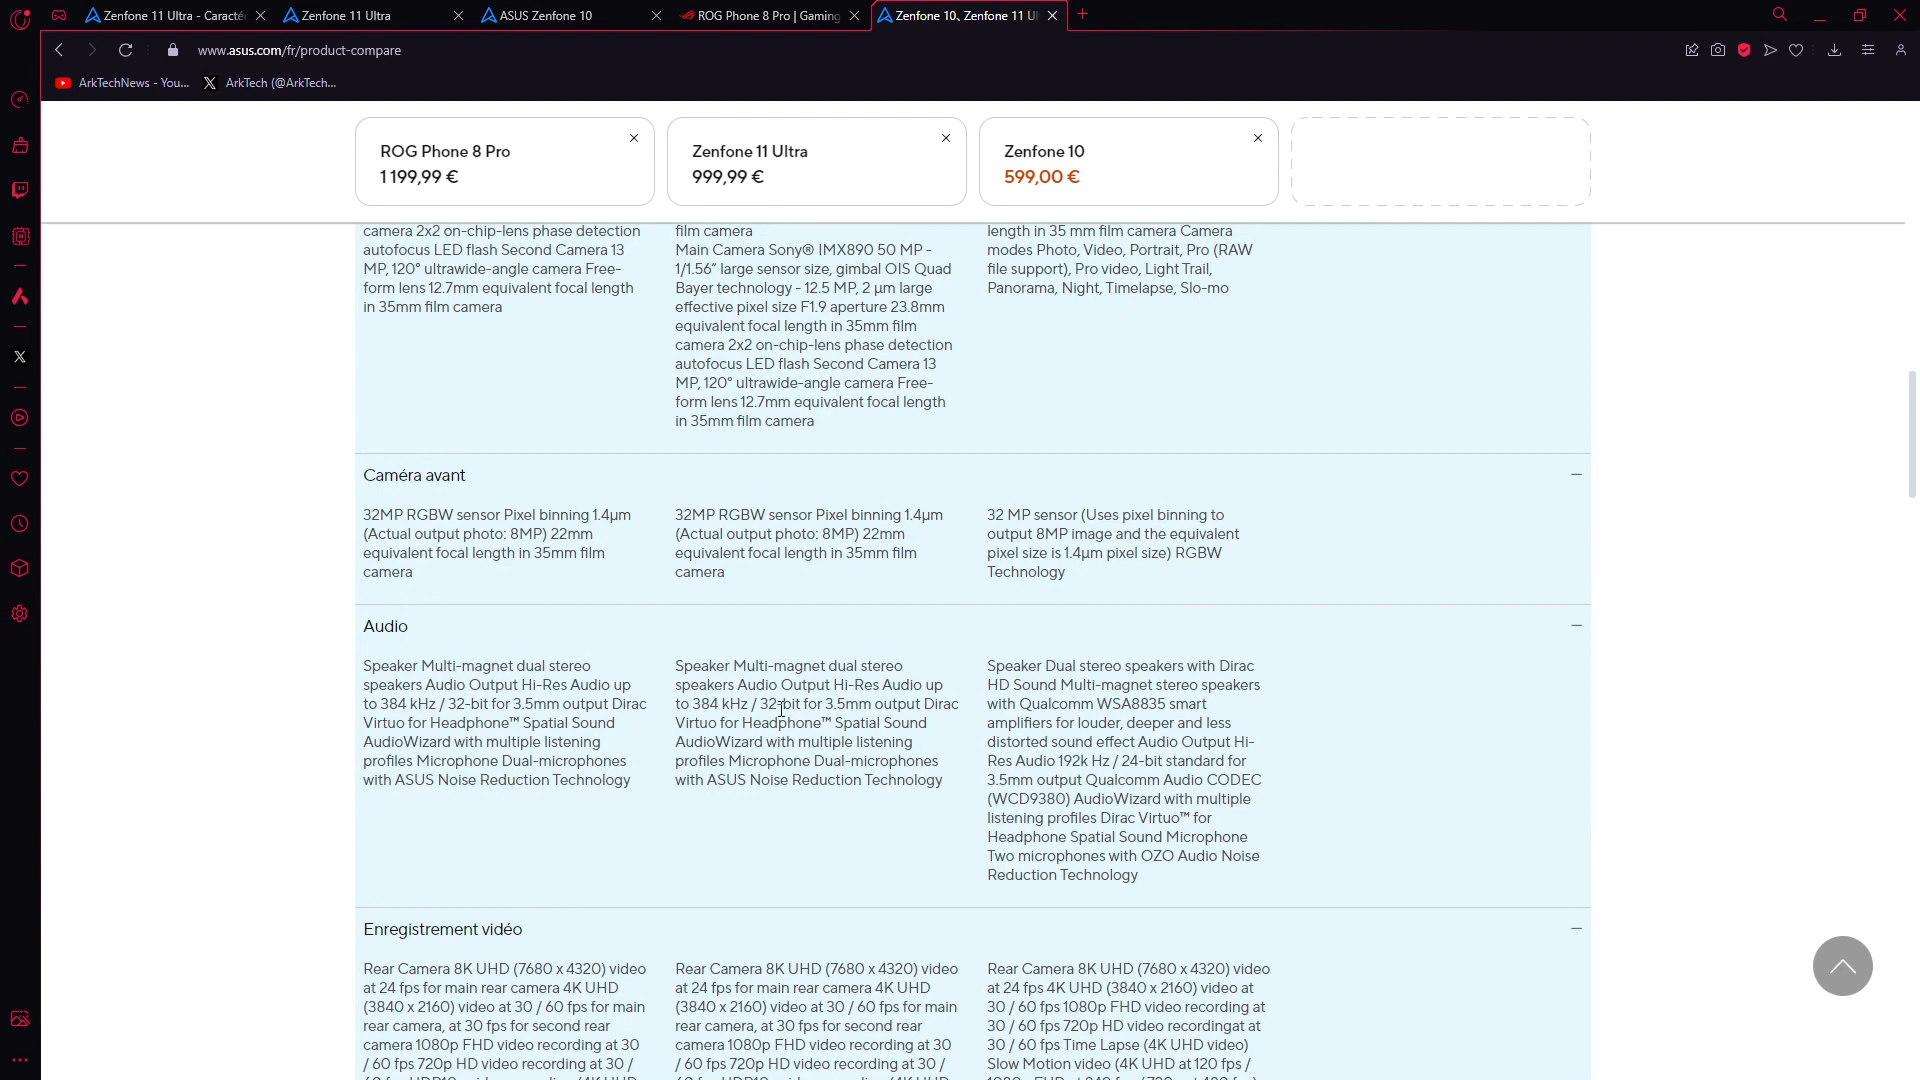 Zenfone 11 Ultra - Caracté
Zenfone 11 Ultra
ASUS Zenfone 10
ROG Phone 8 Pro | Gaming
Zenfone 10、Zenfone 11 Ul
www.asus.com/fr/product-compare
ArkTechNews - You...
ArkTech (@ArkTech...
ROG Phone 8 Pro
1 199,99 €
Zenfone 11 Ultra
999,99 €
Zenfone 10
599,00 €
camera 2x2 on-chip-lens phase detection
autofocus LED flash Second Camera 13
MP, 120° ultrawide-angle camera Free-
form lens 12.7mm equivalent focal length
in 35mm film camera
film camera
Main Camera Sony® IMX890 50 MP -
1/1.56” large sensor size, gimbal OIS Quad
Bayer technology - 12.5 MP, 2 µm large
effective pixel size F1.9 aperture 23.8mm
equivalent focal length in 35mm film
camera 2x2 on-chip-lens phase detection
autofocus LED flash Second Camera 13
MP, 120° ultrawide-angle camera Free-
form lens 12.7mm equivalent focal length
in 35mm film camera
length in 35 mm film camera Camera
modes Photo, Video, Portrait, Pro (RAW
file support), Pro video, Light Trail,
Panorama, Night, Timelapse, Slo-mo
Caméra avant
32MP RGBW sensor Pixel binning 1.4µm
(Actual output photo: 8MP) 22mm
equivalent focal length in 35mm film
camera
32MP RGBW sensor Pixel binning 1.4µm
(Actual output photo: 8MP) 22mm
equivalent focal length in 35mm film
camera
32 MP sensor (Uses pixel binning to
output 8MP image and the equivalent
pixel size is 1.4µm pixel size) RGBW
Technology
Audio
Speaker Multi-magnet dual stereo
speakers Audio Output Hi-Res Audio up
to 384 kHz / 32-bit for 3.5mm output Dirac
Virtuo for Headphone™ Spatial Sound
AudioWizard with multiple listening
profiles Microphone Dual-microphones
with ASUS Noise Reduction Technology
Speaker Multi-magnet dual stereo
speakers Audio Output Hi-Res Audio up
to 384 kHz / 32-bit for 3.5mm output Dirac
Virtuo for Headphone™ Spatial Sound
AudioWizard with multiple listening
profiles Microphone Dual-microphones
with ASUS Noise Reduction Technology
Speaker Dual stereo speakers with Dirac
HD Sound Multi-magnet stereo speakers
with Qualcomm WSA8835 smart
amplifiers for louder, deeper and less
distorted sound effect Audio Output Hi-
Res Audio 192k Hz / 24-bit standard for
3.5mm output Qualcomm Audio CODEC
(WCD9380) AudioWizard with multiple
listening profiles Dirac Virtuo™ for
Headphone Spatial Sound Microphone
Two microphones with OZO Audio Noise
Reduction Technology
Enregistrement vidéo
Rear Camera 8K UHD (7680 x 4320) video
at 24 fps for main rear camera 4K UHD
(3840 x 2160) video at 30 / 60 fps for main
rear camera, at 30 fps for second rear
camera 1080p FHD video recording at 30
/ 60 fps 720p HD video recording at 30 /
Rear Camera 8K UHD (7680 x 4320) video
at 24 fps for main rear camera 4K UHD
(3840 x 2160) video at 30 / 60 fps for main
rear camera, at 30 fps for second rear
camera 1080p FHD video recording at 30
/ 60 fps 720p HD video recording at 30 /
Rear Camera 8K UHD (7680 x 4320) video
at 24 fps 4K UHD (3840 x 2160) video at
30 / 60 fps 1080p FHD video recording at
30 / 60 fps 720p HD video recordingat at
30 / 60 fps Time Lapse (4K UHD video)
Slow Motion video (4K UHD at 120 fps /